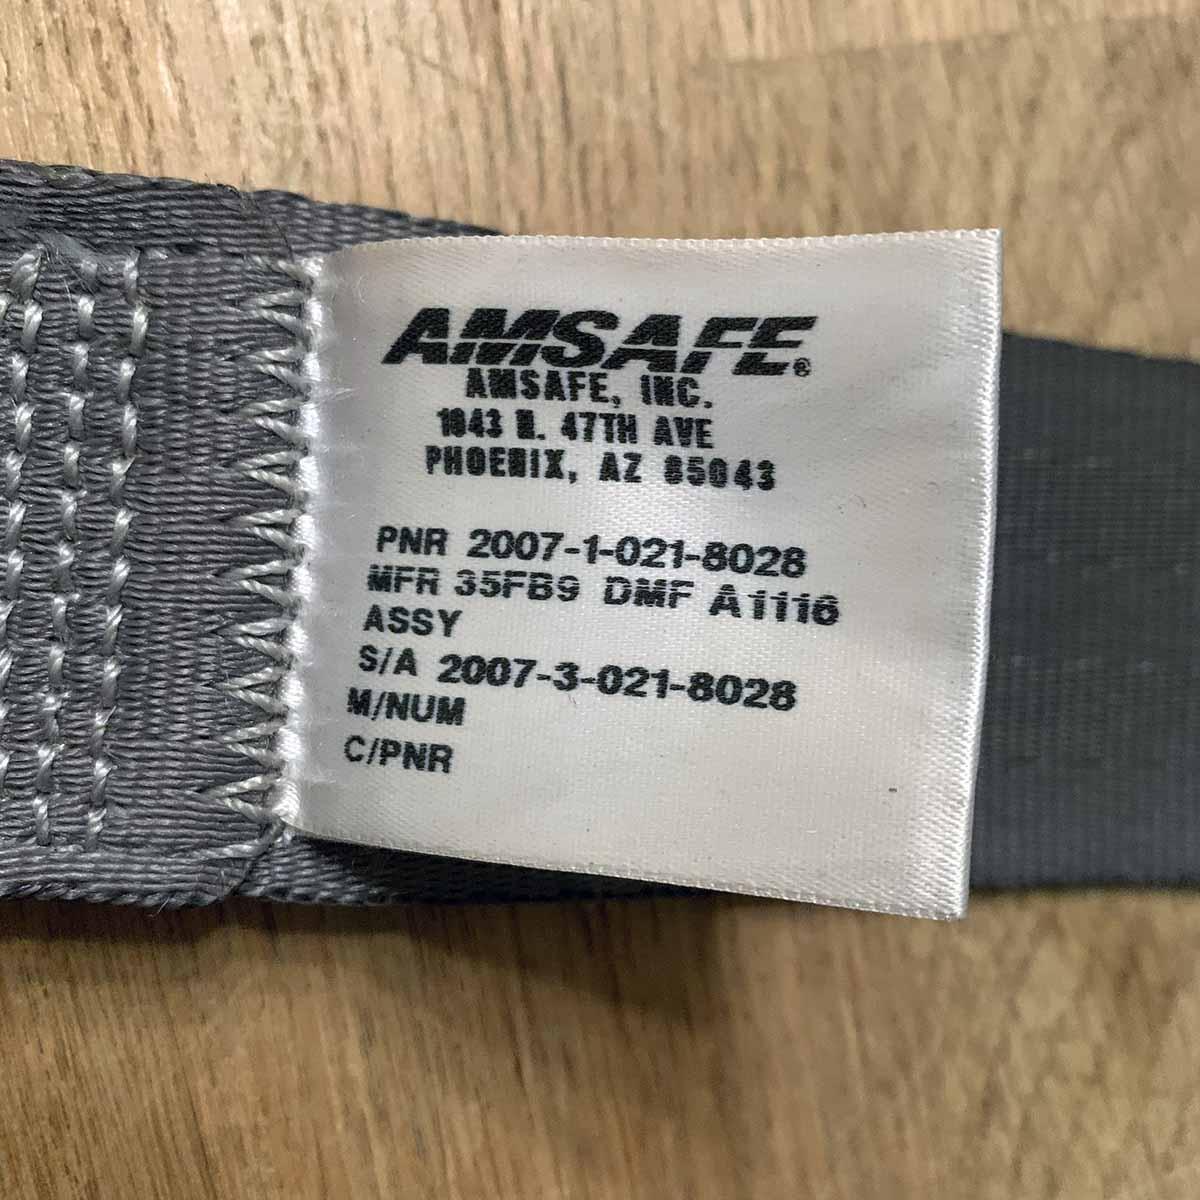 AMSAFE®
AMSAFE, INC.
1043 N. 47TH AVE
PHOENIX, AZ 85043
PNR 2007-1-021-8028
MFR 35FB9 DMF A1116
ASSY
S/A 2007-3-021-8028
M/NUM
C/PNR